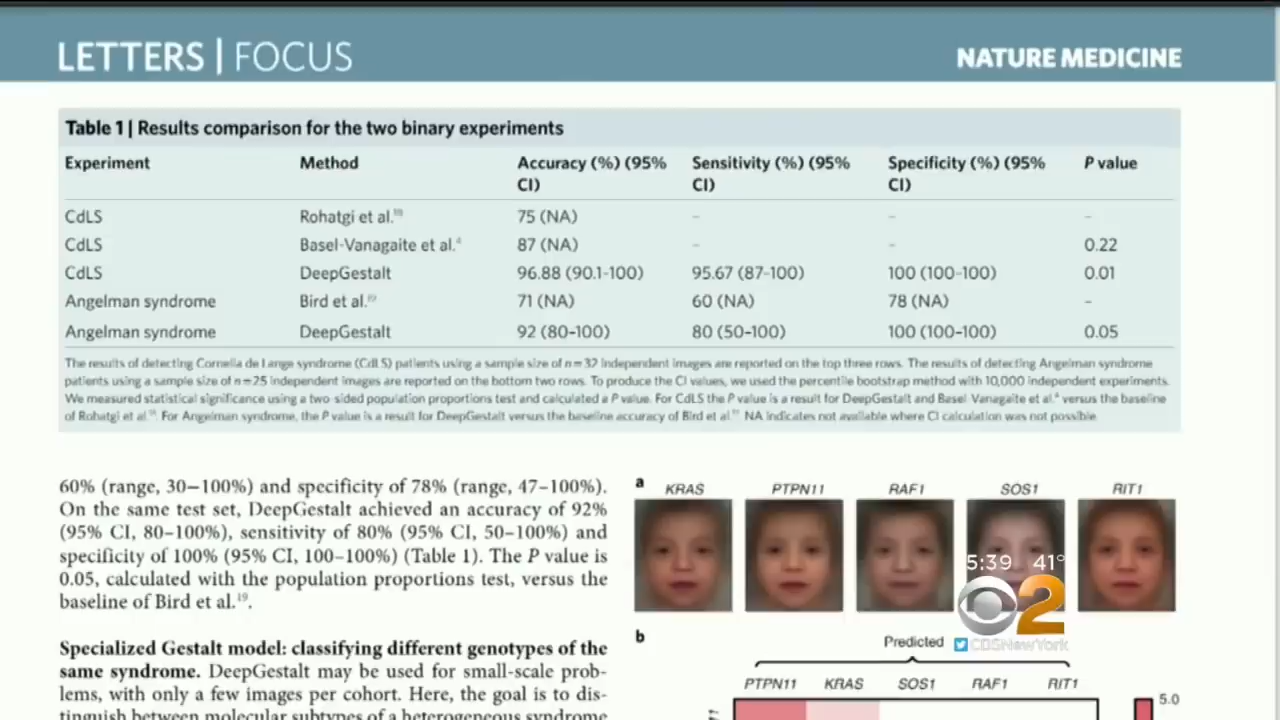 LETTERS | FOCUS
NATURE MEDICINE
Table 1 | Results comparison for the two binary experiments
Experiment Method Accuracy (%) (95% CI) Sensitivity (%) (95% CI) Specificity (%) (95% CI) P value
CdLS Rohatgi et al. 75 (NA) – – –
CdLS Basel-Vanagaite et al.4 87 (NA) – – 0.22
CdLS DeepGestalt 96.88 (90.1–100) 95.67 (87–100) 100 (100–100) 0.01
Angelman syndrome Bird et al.19 71 (NA) 60 (NA) 78 (NA) –
Angelman syndrome DeepGestalt 92 (80–100) 80 (50–100) 100 (100–100) 0.05
The results of detecting Cornelia de Lange syndrome (CdLS) patients using a sample size of n = 32 independent images are reported on the top three rows. The results of detecting Angelman syndrome
patients using a sample size of n = 25 independent images are reported on the bottom two rows. To produce the CI values, we used the percentile bootstrap method with 10,000 independent experiments.
We measured statistical significance using a two-sided population proportions test and calculated a P value. For CdLS the P value is a result for DeepGestalt and Basel-Vanagaite et al.4 versus the baseline
of Rohatgi et al. For Angelman syndrome, the P value is a result for DeepGestalt versus the baseline accuracy of Bird et al. NA indicates not available where CI calculation was not possible.
60% (range, 30–100%) and specificity of 78% (range, 47–100%).
On the same test set, DeepGestalt achieved an accuracy of 92%
(95% CI, 80–100%), sensitivity of 80% (95% CI, 50–100%) and
specificity of 100% (95% CI, 100–100%) (Table 1). The P value is
0.05, calculated with the population proportions test, versus the
baseline of Bird et al.19.
Specialized Gestalt model: classifying different genotypes of the
same syndrome. DeepGestalt may be used for small-scale prob-
lems, with only a few images per cohort. Here, the goal is to dis-
tinguish between molecular subtypes of a heterogeneous syndrome
a KRAS PTPN11 RAF1 SOS1 RIT1
5:39 41°
2
CBSNewYork
b Predicted
PTPN11 KRAS SOS1 RAF1 RIT1
5.0